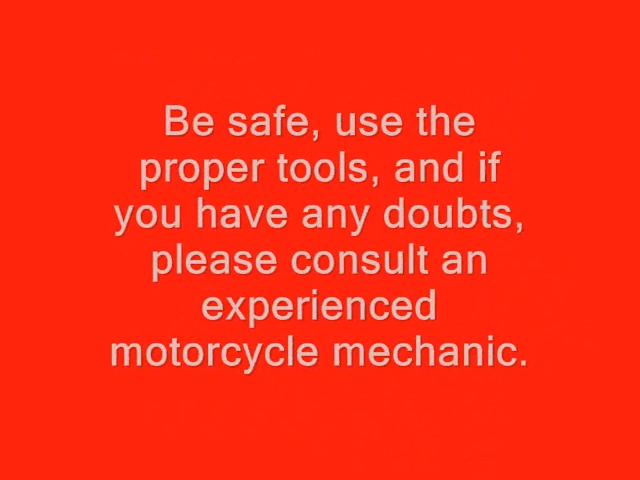 Be safe, use the
proper tools, and if
you have any doubts,
please consult an
experienced
motorcycle mechanic.